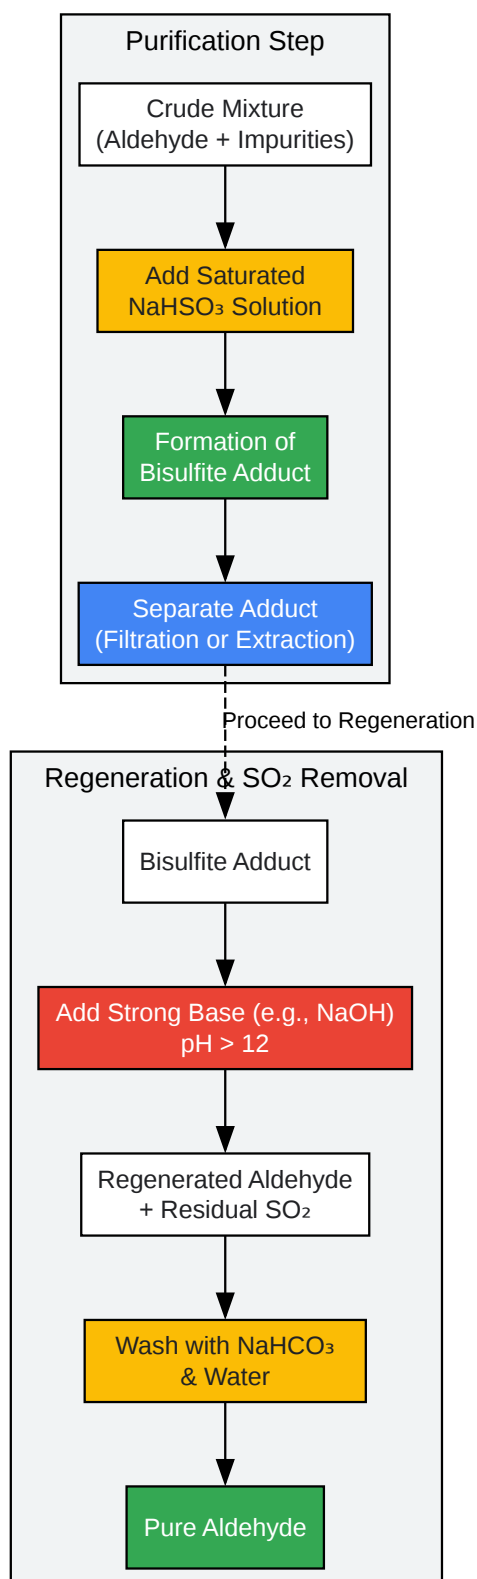 Purification Step
Crude Mixture
(Aldehyde + Impurities)
Add Saturated
NaHSO₃ Solution
Formation of
Bisulfite Adduct
Separate Adduct
(Filtration or Extraction)
Proceed to Regeneration
Regeneration & SO₂ Removal
Bisulfite Adduct
Add Strong Base (e.g., NaOH)
pH > 12
Regenerated Aldehyde
+ Residual SO₂
Wash with NaHCO₃
& Water
Pure Aldehyde